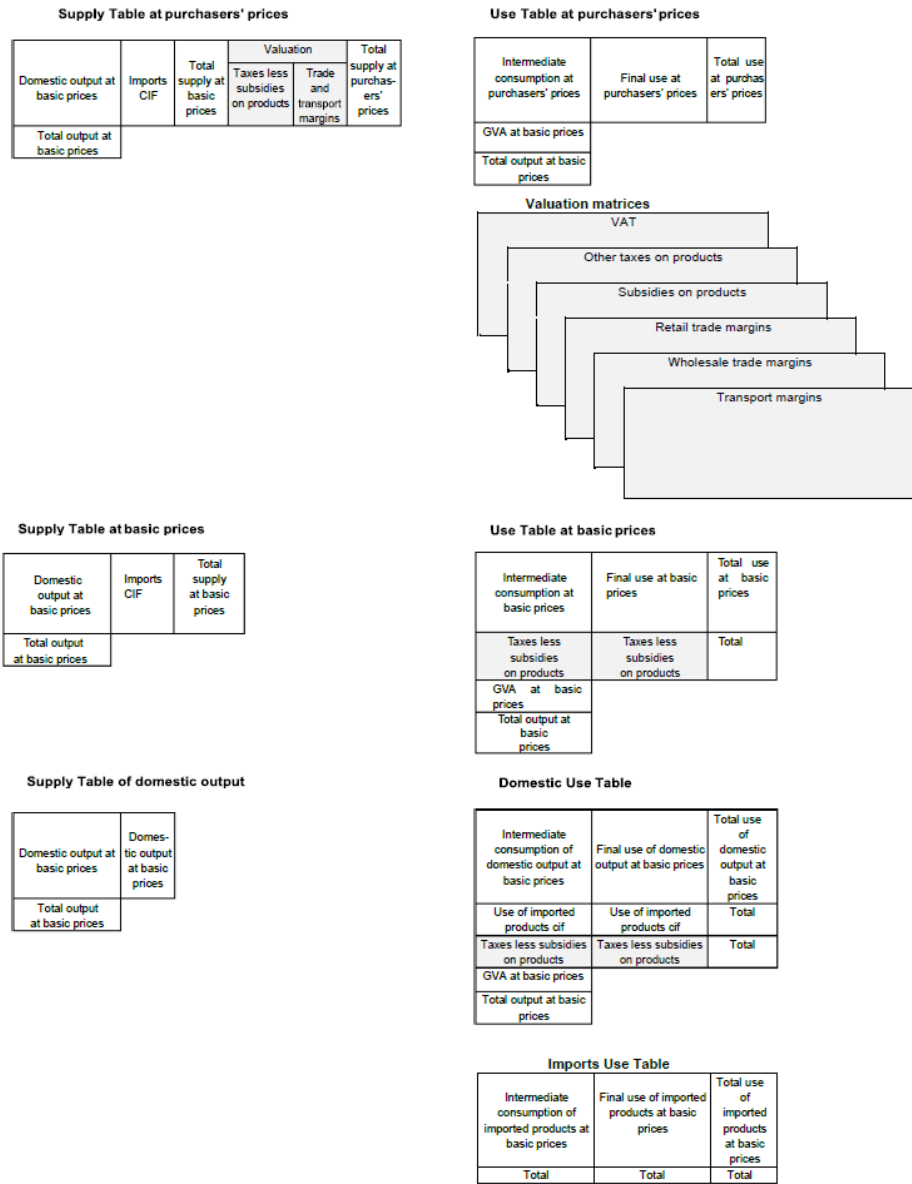 Supply Table at purchasers' prices
Domestic output at
basic prices
Imports
CIF
Total
supply at
basic
prices
Valuation
Taxes less
subsidies
on products
Trade
and
transport
margins
Total
supply at
purchas-
ers'
prices
Total output at
basic prices
Use Table at purchasers' prices
Intermediate
consumption at
purchasers' prices
Final use at
purchasers' prices
Total use
at purchas
ers' prices
GVA at basic prices
Total output at basic
prices
Valuation matrices
VAT
Other taxes on products
Subsidies on products
Retail trade margins
Wholesale trade margins
Transport margins
Supply Table at basic prices
Domestic
output at
basic prices
Imports
CIF
Total
supply
at basic
prices
Total output
at basic prices
Use Table at basic prices
Intermediate
consumption at
basic prices
Final use at basic
prices
Total use
at basic
prices
Taxes less
subsidies
on products
Taxes less
subsidies
on products
Total
GVA at basic
prices
Total output at
basic
prices
Supply Table of domestic output
Domestic output at
basic prices
Domes-
tic output
at basic
prices
Total output
at basic prices
Domestic Use Table
Intermediate
consumption of
domestic output at
basic prices
Final use of domestic
output at basic prices
Total use
of
domestic
output at
basic
prices
Use of imported
products cif
Use of imported
products cif
Total
Taxes less subsidies
on products
Taxes less subsidies
on products
Total
GVA at basic prices
Total output at basic
prices
Imports Use Table
Intermediate
consumption of
imported products at
basic prices
Final use of imported
products at basic
prices
Total use
of
imported
products
at basic
prices
Total
Total
Total